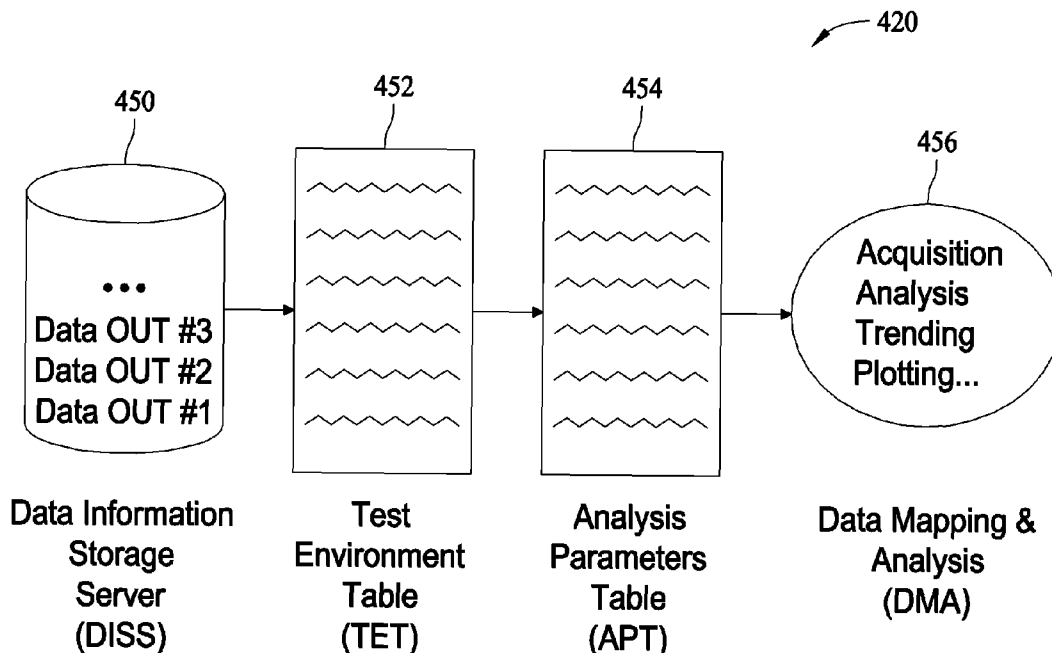 420
450
452
454
456
...
Data OUT #3
Data OUT #2
Data OUT #1
Acquisition
Analysis
Trending
Plotting...
Data Information
Storage
Server
(DISS)
Test
Environment
Table
(TET)
Analysis
Parameters
Table
(APT)
Data Mapping &
Analysis
(DMA)